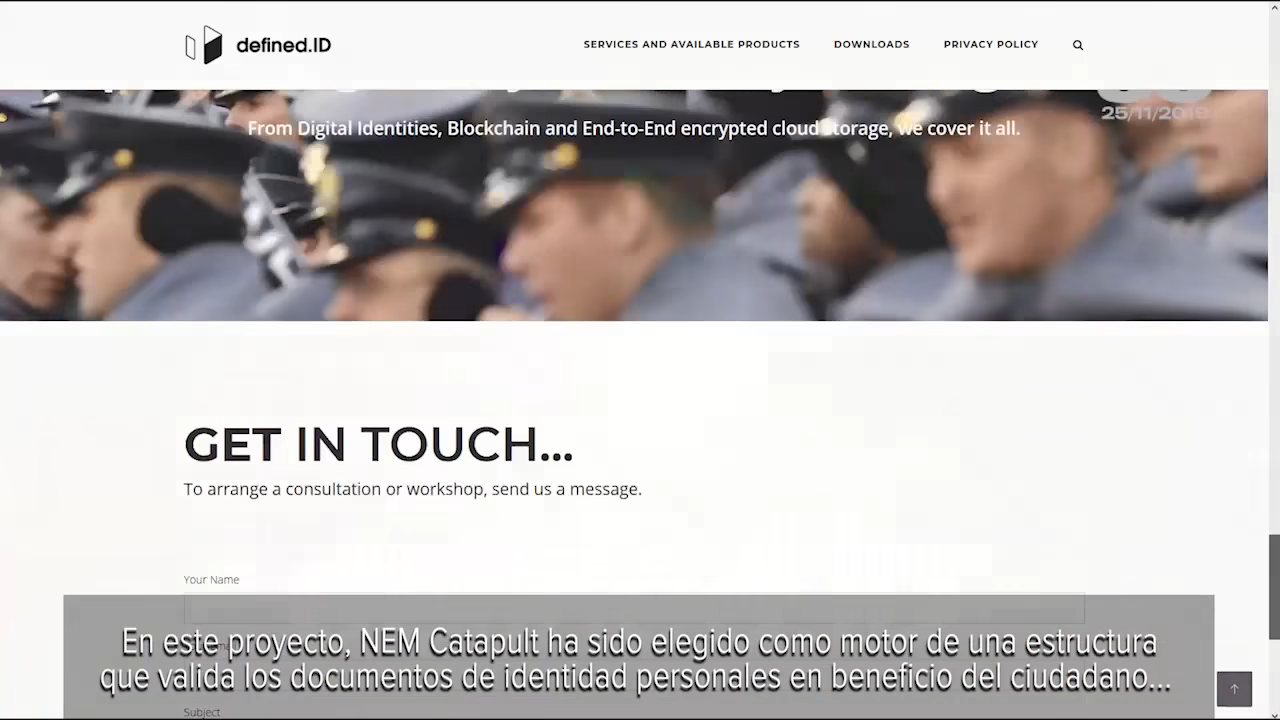 defined.ID
SERVICES AND AVAILABLE PRODUCTS DOWNLOADS PRIVACY POLICY
25/11/2019
From Digital Identities, Blockchain and End-to-End encrypted cloud storage, we cover it all.
GET IN TOUCH...
To arrange a consultation or workshop, send us a message.
Your Name
En este proyecto, NEM Catapult ha sido elegido como motor de una estructura
que valida los documentos de identidad personales en beneficio del ciudadano...
Subject